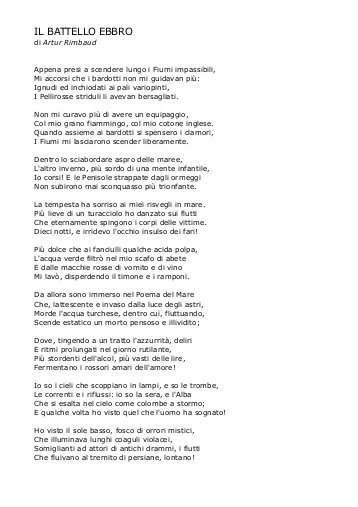 IL BATTELLO EBBRO
di Artur Rimbaud
Appena presi a scendere lungo i Fiumi impassibili,
Mi accorsi che i bardotti non mi guidavan più:
Ignudi ed inchiodati ai pali variopinti,
I Pellirosse striduli li avevan bersagliati.
Non mi curavo più di avere un equipaggio,
Col mio grano fiammingo, col mio cotone inglese.
Quando assieme ai bardotti si spensero i clamori,
I Fiumi mi lasciarono scender liberamente.
Dentro lo sciabordare aspro delle maree,
L'altro inverno, più sordo di una mente infantile,
Io corsi! E le Penisole strappate dagli ormeggi
Non subirono mai sconquasso più trionfante.
La tempesta ha sorriso ai miei risvegli in mare.
Più lieve di un turacciolo ho danzato sui flutti
Che eternamente spingono i corpi delle vittime.
Dieci notti, e irridevo l'occhio insulso dei fari!
Più dolce che ai fanciulli qualche acida polpa,
L'acqua verde filtrò nel mio scafo di abete
E dalle macchie rosse di vomito e di vino
Mi lavò, disperdendo il timone e i ramponi.
Da allora sono immerso nel Poema del Mare
Che, lattescente e invaso dalla luce degli astri,
Morde l'acqua turchese, dentro cui, fluttuando,
Scende estatico un morto pensoso e illividito;
Dove, tingendo a un tratto l'azzurrità, deliri
E ritmi prolungati nel giorno rutilante,
Più stordenti dell'alcol, più vasti delle lire,
Fermentano i rossori amari dell'amore!
Io so i cieli che scoppiano in lampi, e so le trombe,
Le correnti e i riflussi: io so la sera, e l'Alba
Che si esalta nel cielo come colombe a stormo;
E qualche volta ho visto quel che l'uomo ha sognato!
Ho visto il sole basso, fosco di orrori mistici,
Che illuminava lunghi coaguli violacei,
Somiglianti ad attori di antichi drammi, i flutti
Che fluivano al tremito di persiane, lontano!